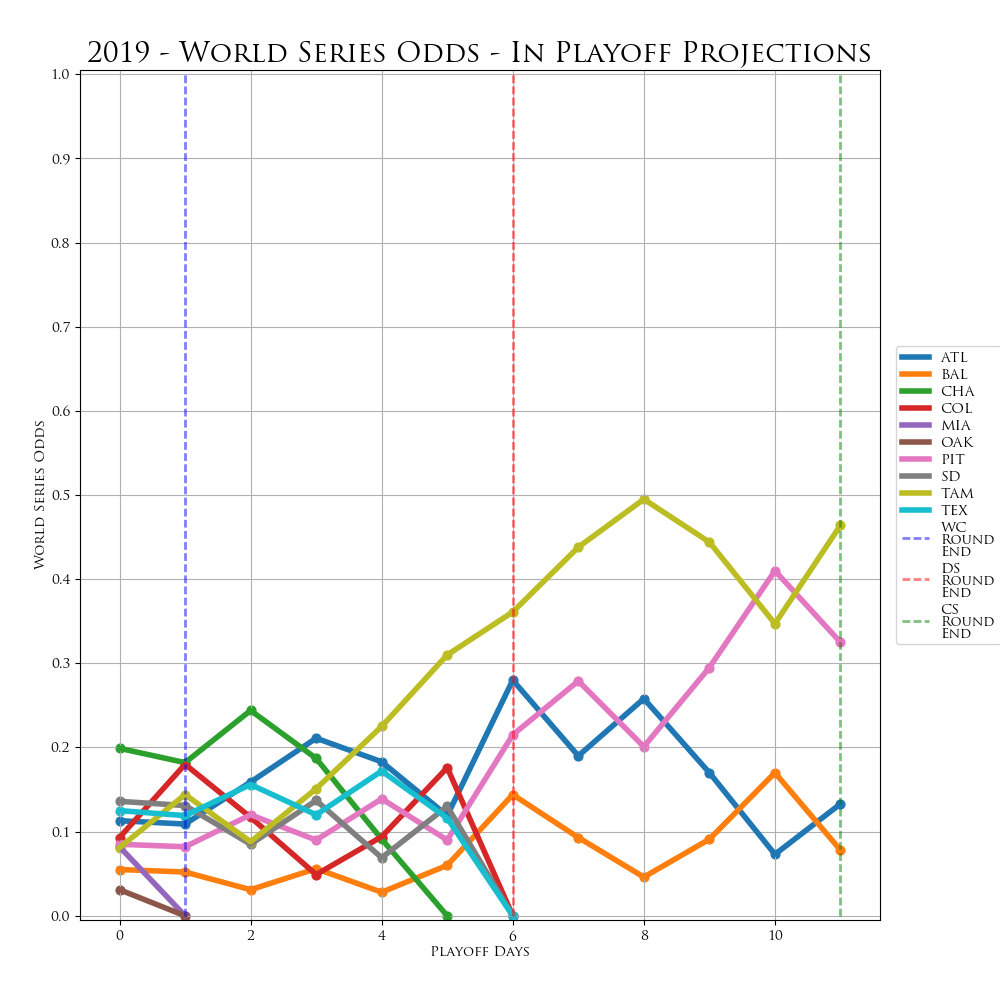 2019 - World Series Odds - In Playoff Projections
1.0
0.9
0.8
0.7
0.6
0.5
0.4
0.3
0.2
0.1
0.0
World Series Odds
0 2 4 6 8 10
Playoff Days
ATL
BAL
CHA
COL
MIA
OAK
PIT
SD
TAM
TEX
WC
Round
End
DS
Round
End
CS
Round
End